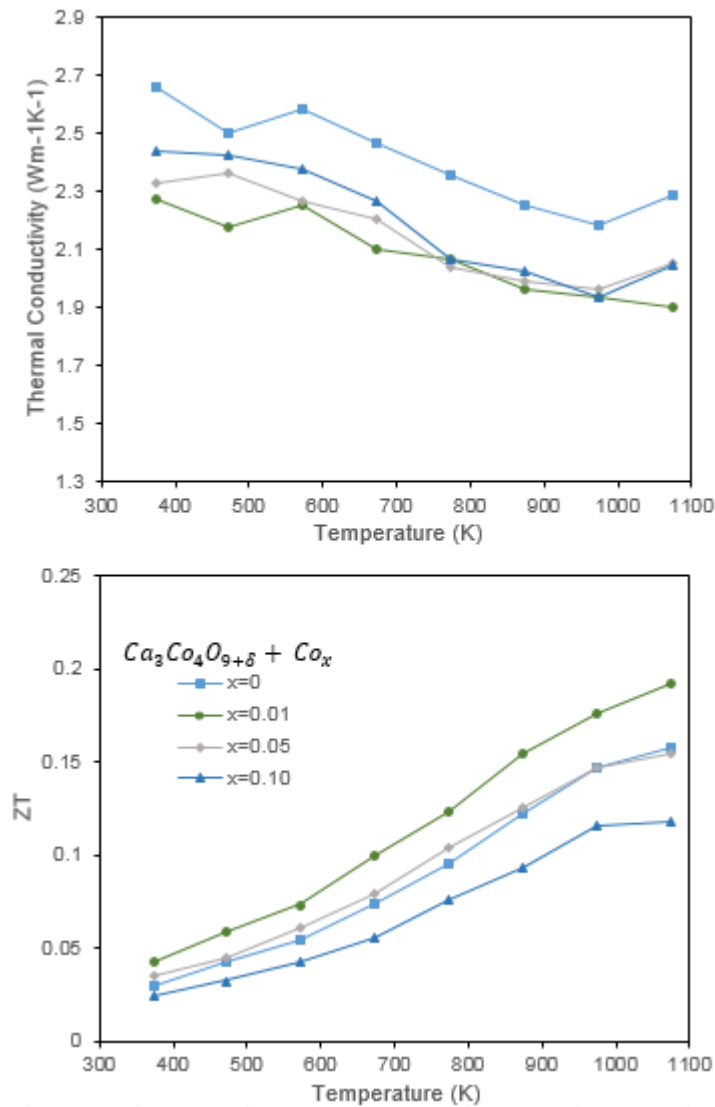 2.9
2.7
2.5
2.3
2.1
1.9
1.7
1.5
1.3
Thermal Conductivity (Wm-1K-1)
300 400 500 600 700 800 900 1000 1100
Temperature (K)
0.25
0.2
0.15
0.1
0.05
0
ZT
Ca₃Co₄O₉₊δ + Coₓ
x=0
x=0.01
x=0.05
x=0.10
300 400 500 600 700 800 900 1000 1100
Temperature (K)